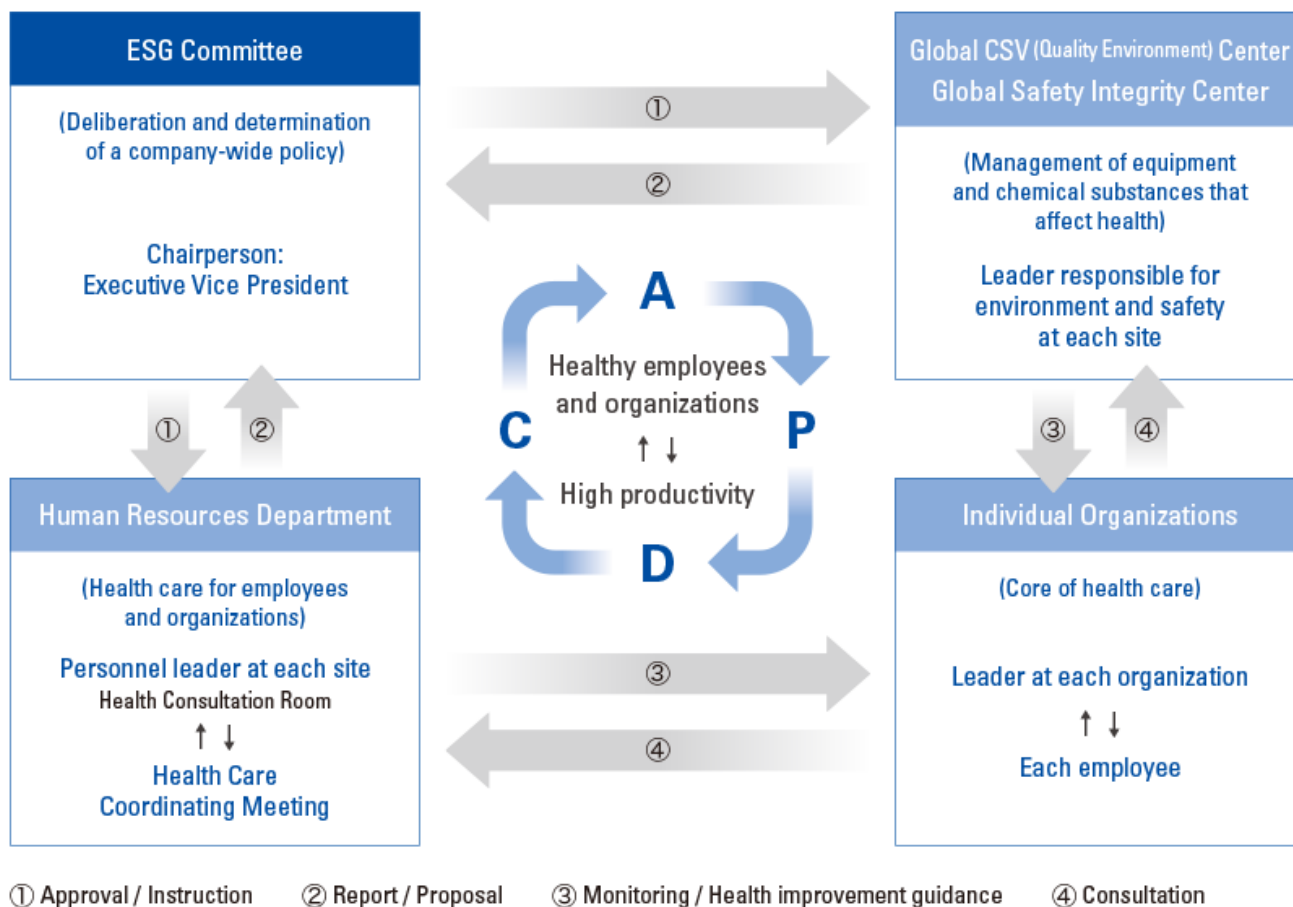 ESG Committee
(Deliberation and determination
of a company-wide policy)
Chairperson:
Executive Vice President
①
②
Global CSV (Quality Environment) Center
Global Safety Integrity Center
(Management of equipment
and chemical substances that
affect health)
Leader responsible for
environment and safety
at each site
A
P
D
C
Healthy employees
and organizations
↑ ↓
High productivity
①
②
③
④
Human Resources Department
(Health care for employees
and organizations)
Personnel leader at each site
Health Consultation Room
↑ ↓
Health Care
Coordinating Meeting
③
④
Individual Organizations
(Core of health care)
Leader at each organization
↑ ↓
Each employee
① Approval / Instruction ② Report / Proposal ③ Monitoring / Health improvement guidance ④ Consultation